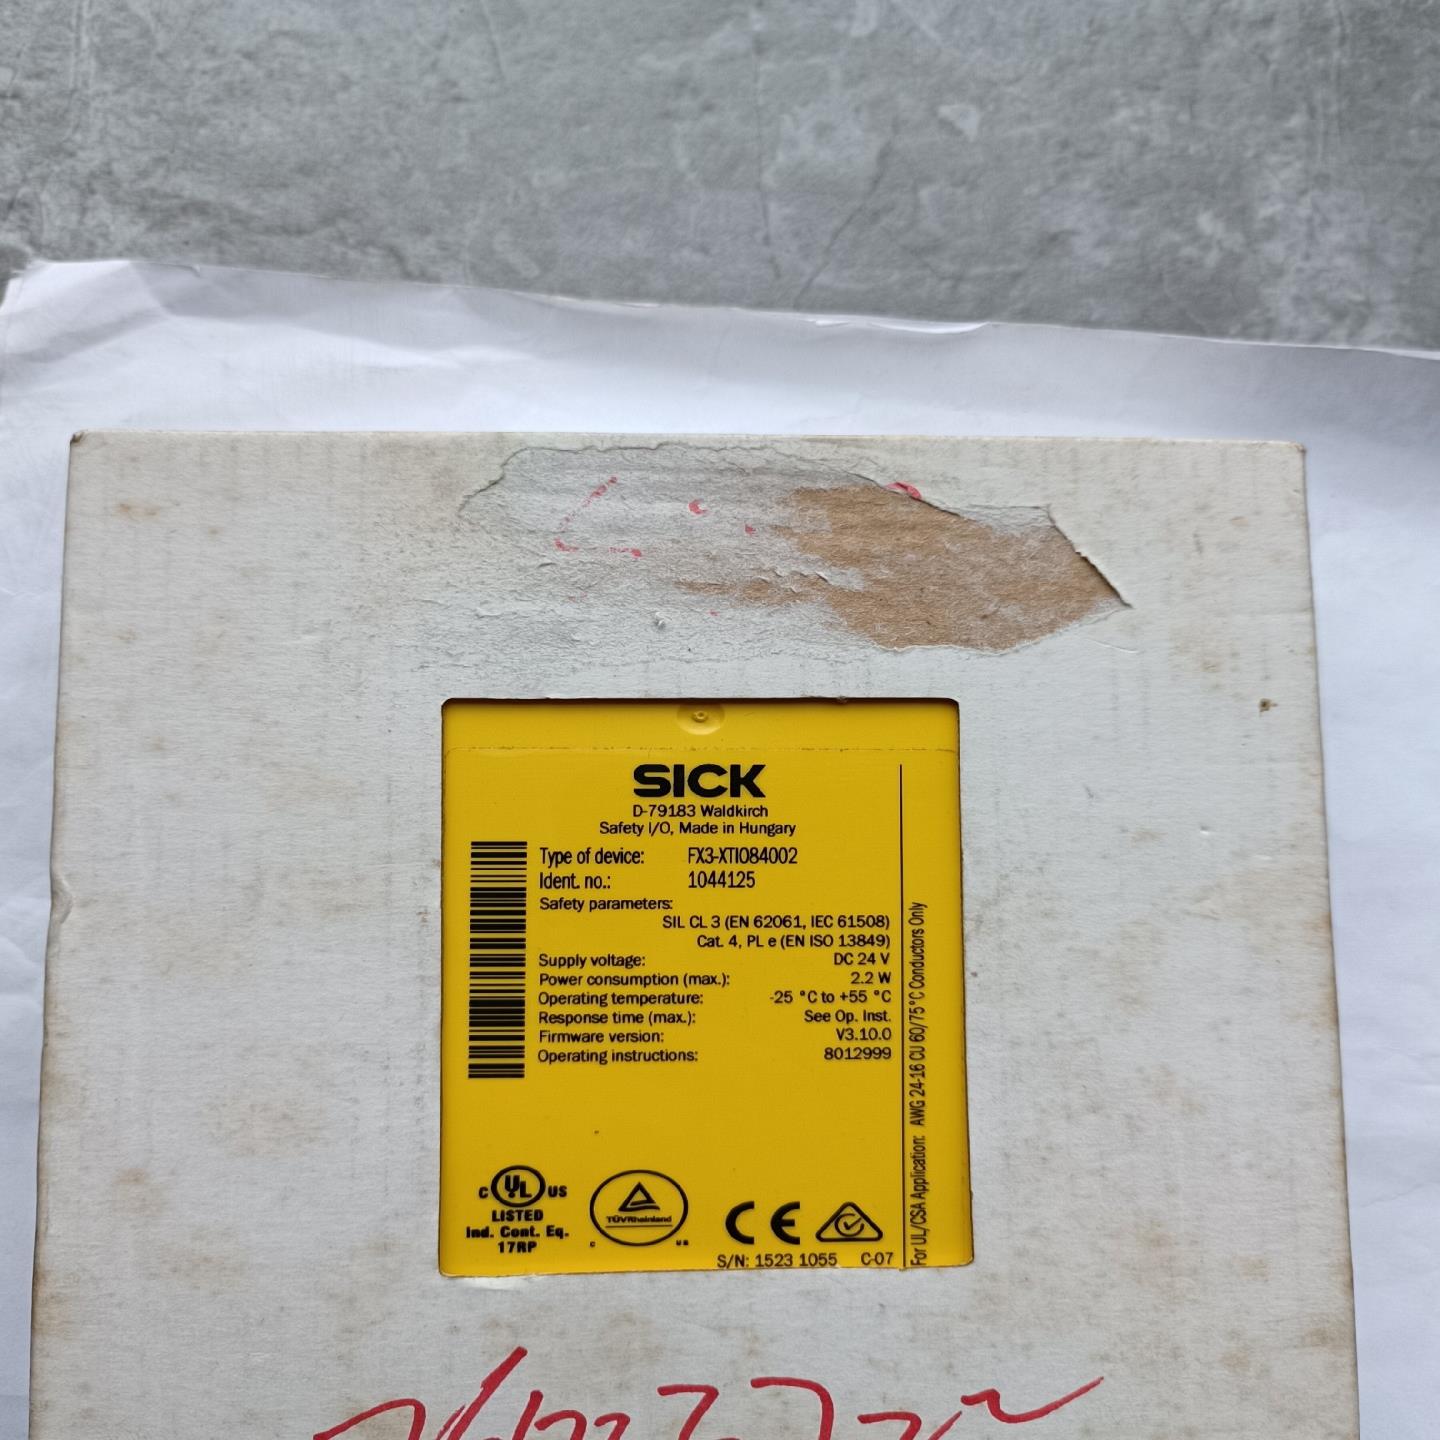 SICK
D-79183 Waldkirch
Safety I/O, Made in Hungary
Type of device: FX3-XTIO84002
Ident. no.: 1044125
Safety parameters:
SIL CL 3 (EN 62061, IEC 61508)
Cat. 4, PL e (EN ISO 13849)
Supply voltage: DC 24 V
Power consumption (max.): 2.2 W
Operating temperature: -25 °C to +55 °C
Response time (max.): See Op. Inst.
Firmware version: V3.10.0
Operating instructions: 8012999
C UL US
LISTED
Ind. Cont. Eq.
17RP
TÜVRheinland
C US
CE
S/N: 1523 1055 C-07
For UL/CSA Application: AWG 24-16 CU 60/75°C Conductors Only